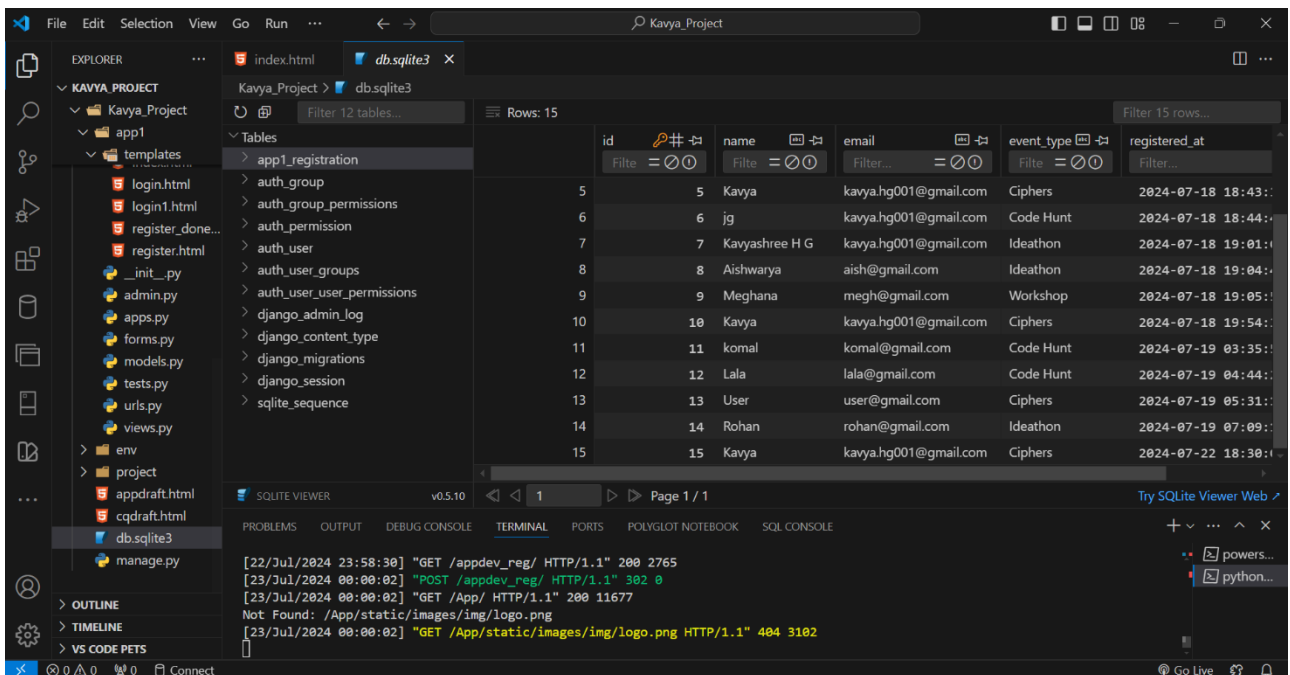 File Edit Selection View Go Run ... Kavya_Project
EXPLORER ...
KAVYA_PROJECT
Kavya_Project
app1
templates
login.html
login1.html
register_done...
register.html
__init__.py
admin.py
apps.py
forms.py
models.py
tests.py
urls.py
views.py
env
project
appdraft.html
cqdraft.html
db.sqlite3
manage.py
OUTLINE
TIMELINE
VS CODE PETS
index.html db.sqlite3
Kavya_Project > db.sqlite3
Filter 12 tables...
Tables
app1_registration
auth_group
auth_group_permissions
auth_permission
auth_user
auth_user_groups
auth_user_user_permissions
django_admin_log
django_content_type
django_migrations
django_session
sqlite_sequence
SQLITE VIEWER v0.5.10
Rows: 15 Filter 15 rows...
id name email event_type registered_at
Filte Filte Filter... Filte Filter...
5 5 Kavya kavya.hg001@gmail.com Ciphers 2024-07-18 18:43:
6 6 jg kavya.hg001@gmail.com Code Hunt 2024-07-18 18:44:
7 7 Kavyashree H G kavya.hg001@gmail.com Ideathon 2024-07-18 19:01:
8 8 Aishwarya aish@gmail.com Ideathon 2024-07-18 19:04:
9 9 Meghana megh@gmail.com Workshop 2024-07-18 19:05:
10 10 Kavya kavya.hg001@gmail.com Ciphers 2024-07-18 19:54:
11 11 komal komal@gmail.com Code Hunt 2024-07-19 03:35:
12 12 Lala lala@gmail.com Code Hunt 2024-07-19 04:44:
13 13 User user@gmail.com Ciphers 2024-07-19 05:31:
14 14 Rohan rohan@gmail.com Ideathon 2024-07-19 07:09:
15 15 Kavya kavya.hg001@gmail.com Ciphers 2024-07-22 18:30:
1 Page 1 / 1 Try SQLite Viewer Web
PROBLEMS OUTPUT DEBUG CONSOLE TERMINAL PORTS POLYGLOT NOTEBOOK SQL CONSOLE
[22/Jul/2024 23:58:30] "GET /appdev_reg/ HTTP/1.1" 200 2765
[23/Jul/2024 00:00:02] "POST /appdev_reg/ HTTP/1.1" 302 0
[23/Jul/2024 00:00:02] "GET /App/ HTTP/1.1" 200 11677
Not Found: /App/static/images/img/logo.png
[23/Jul/2024 00:00:02] "GET /App/static/images/img/logo.png HTTP/1.1" 404 3102
powers...
python...
0 0 0 Connect Go Live